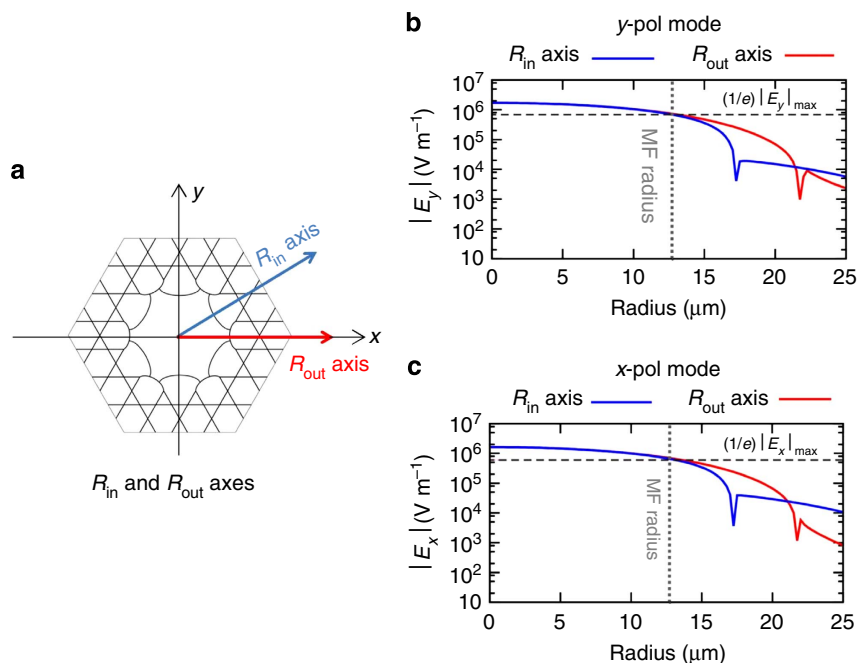 a
y
x
R_in axis
R_out axis
R_in and R_out axes
b
y-pol mode
R_in axis
R_out axis
10^7
10^6
10^5
10^4
10^3
10^2
10
|E_y| (V m^−1)
(1/e)|E_y|_max
MF radius
0 5 10 15 20 25
Radius (μm)
c
x-pol mode
R_in axis
R_out axis
10^7
10^6
10^5
10^4
10^3
10^2
10
|E_x| (V m^−1)
(1/e)|E_x|_max
MF radius
0 5 10 15 20 25
Radius (μm)